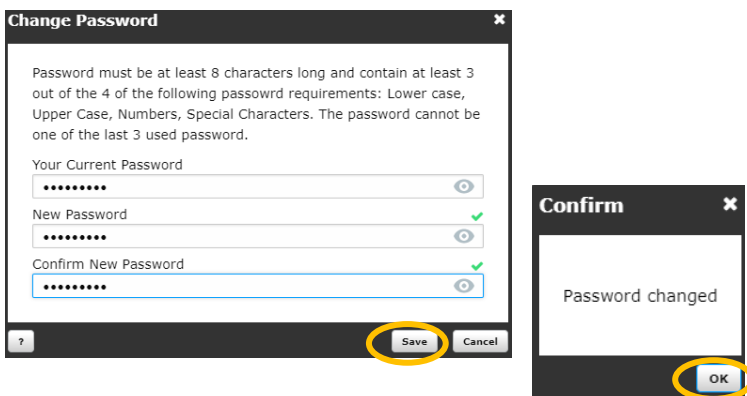 Change Password
Password must be at least 8 characters long and contain at least 3
out of the 4 of the following passowrd requirements: Lower case,
Upper Case, Numbers, Special Characters. The password cannot be
one of the last 3 used password.
Your Current Password
•••••••••
New Password
•••••••••
Confirm New Password
•••••••••
?
Save
Cancel
Confirm
Password changed
OK